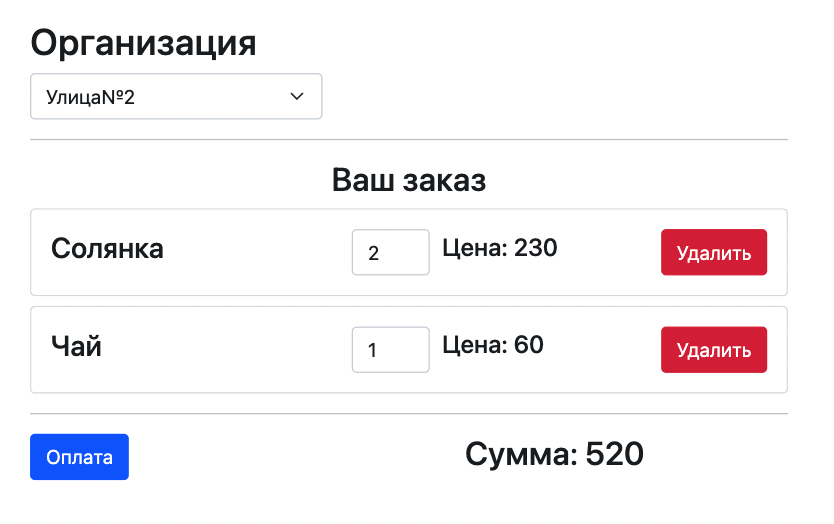 Организация
Улица№2
Ваш заказ
Солянка 2 Цена: 230 Удалить
Чай 1 Цена: 60 Удалить
Оплата Сумма: 520